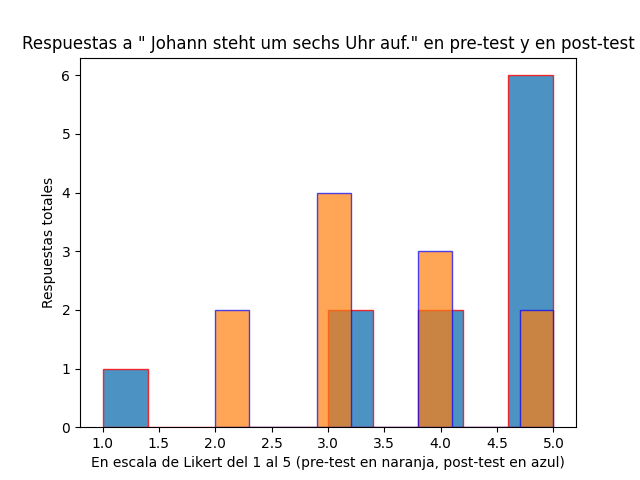 Respuestas a " Johann steht um sechs Uhr auf." en pre-test y en post-test
6
5
4
3
2
1
0
Respuestas totales
1.0 1.5 2.0 2.5 3.0 3.5 4.0 4.5 5.0
En escala de Likert del 1 al 5 (pre-test en naranja, post-test en azul)